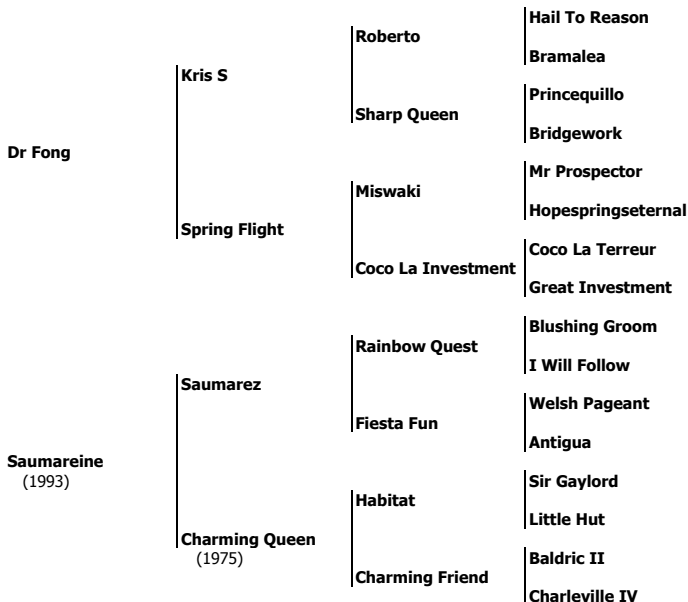 Hail To Reason
Roberto
Bramalea
Kris S
Princequillo
Sharp Queen
Bridgework
Dr Fong
Mr Prospector
Miswaki
Hopespringseternal
Spring Flight
Coco La Terreur
Coco La Investment
Great Investment
Blushing Groom
Rainbow Quest
I Will Follow
Saumarez
Welsh Pageant
Fiesta Fun
Antigua
Saumareine
(1993)
Sir Gaylord
Habitat
Little Hut
Charming Queen
(1975)
Baldric II
Charming Friend
Charleville IV